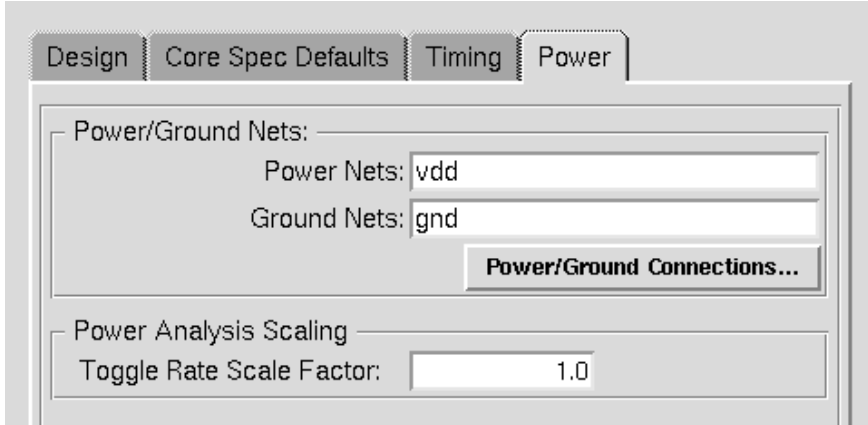 Design Core Spec Defaults Timing Power
Power/Ground Nets:
Power Nets: vdd
Ground Nets: gnd
Power/Ground Connections...
Power Analysis Scaling
Toggle Rate Scale Factor: 1.0